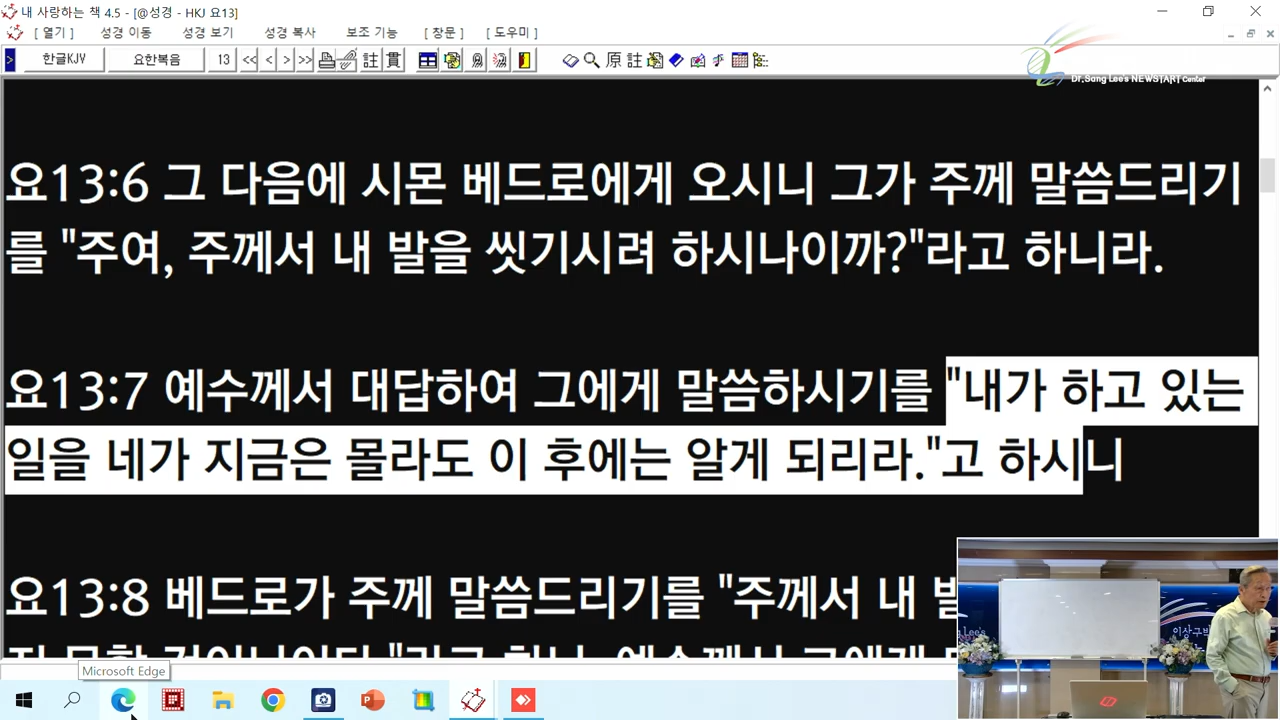 내 사랑하는 책 4.5 - [@성경 - HKJ 요13]
[ 열기 ] 성경 이동 성경 보기 성경 복사 보조 기능 [ 창문 ] [ 도우미 ]
> 한글KJV 요한복음 13 << < > >> 註 貫 原 註
Dr.Sang Lee's NEWSTART Center
요13:6 그 다음에 시몬 베드로에게 오시니 그가 주께 말씀드리기
를 "주여, 주께서 내 발을 씻기시려 하시나이까?"라고 하니라.
요13:7 예수께서 대답하여 그에게 말씀하시기를 "내가 하고 있는
일을 네가 지금은 몰라도 이 후에는 알게 되리라."고 하시니
요13:8 베드로가 주께 말씀드리기를 "주께서 내
Microsoft Edge